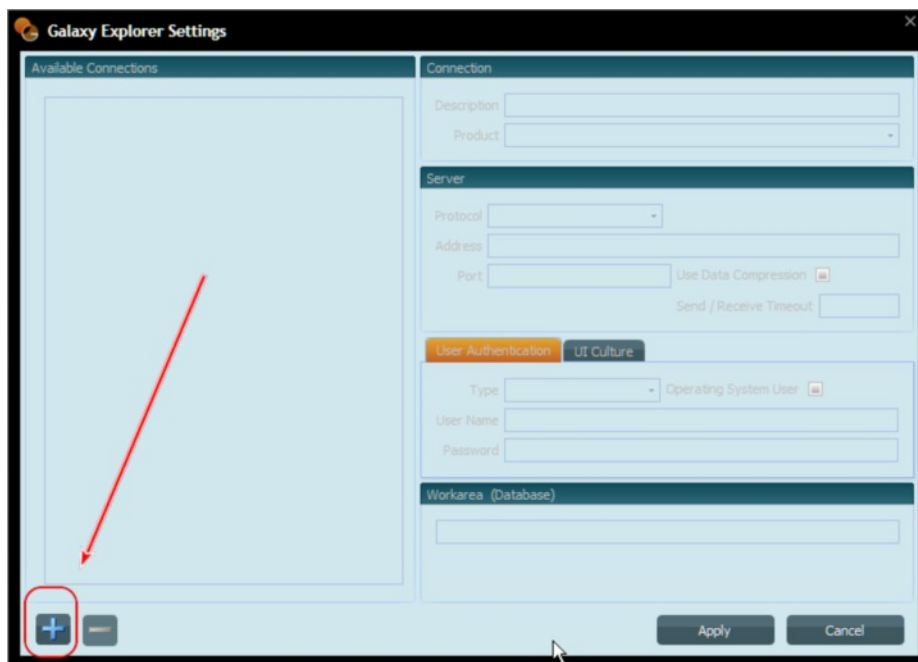 Galaxy Explorer Settings
Available Connections
Connection
Description
Product
Server
Protocol
Address
Port
Use Data Compression
Send / Receive Timeout
User Authentication
UI Culture
Type
Operating System User
User Name
Password
Workarea (Database)
Apply
Cancel